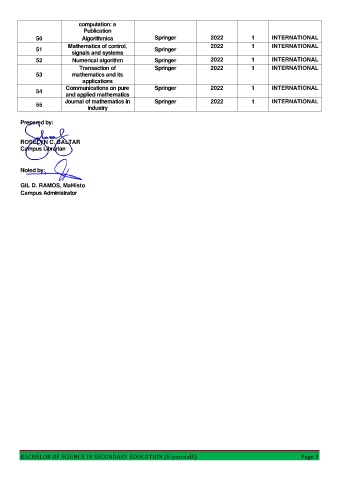 computation: a
Publication
50 Algorithmica Springer 2022 1 INTERNATIONAL
51 Mathematics of control, Springer 2022 1 INTERNATIONAL
signals and systems
52 Numerical algorithm Springer 2022 1 INTERNATIONAL
53 Transaction of Springer 2022 1 INTERNATIONAL
mathematics and its
applications
54 Communications on pure Springer 2022 1 INTERNATIONAL
and applied mathematics
55 Journal of mathematics in Springer 2022 1 INTERNATIONAL
industry
Prepared by:
ROSELYN C. BALTAR
Campus Librarian
Noted by:
GIL D. RAMOS, MaHisto
Campus Administrator
BACHELOR OF SCIENCE IN SECONDARY EDUCATION (E-journalS) Page 3